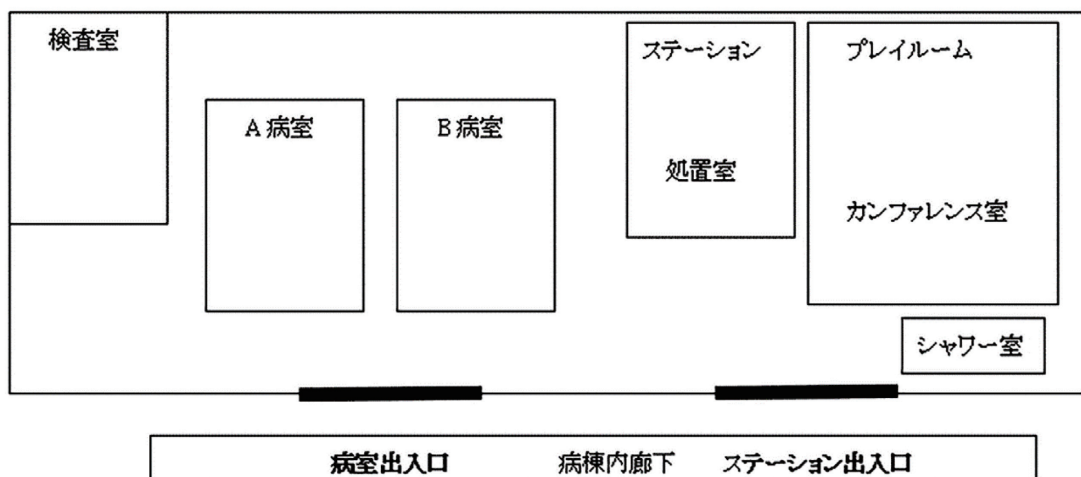 検査室
A 病室
B 病室
ステーション
処置室
プレイルーム
カンファレンス室
シャワー室
病室出入口 病棟内廊下 ステーション出入口